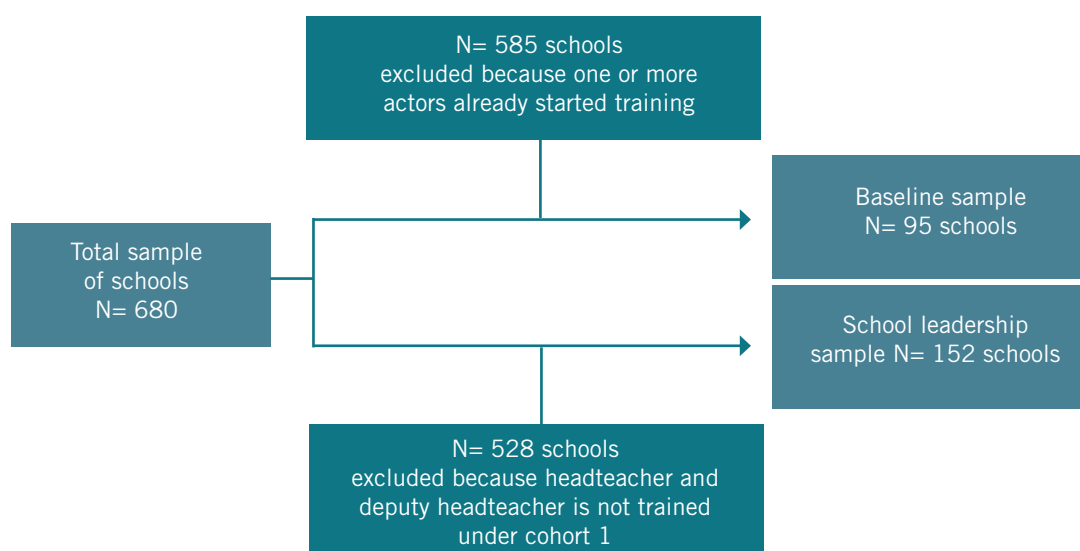 N= 585 schools
excluded because one or more
actors already started training
Baseline sample
N= 95 schools
Total sample
of schools
N= 680
School leadership
sample N= 152 schools
N= 528 schools
excluded because headteacher and
deputy headteacher is not trained
under cohort 1